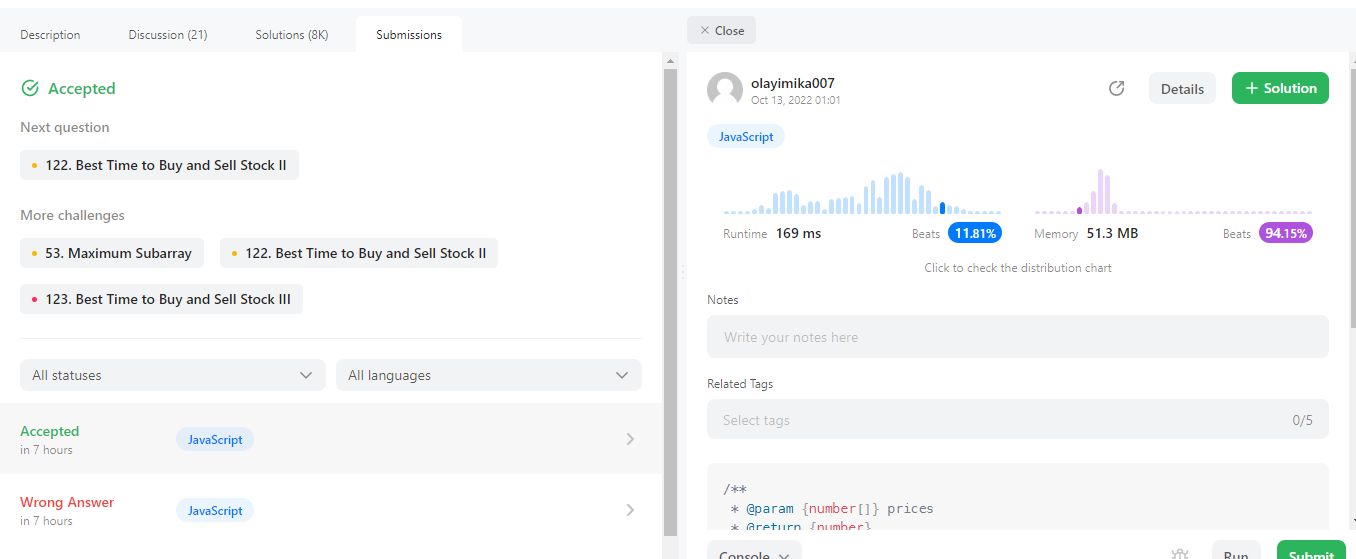 Description Discussion (21) Solutions (8K) Submissions
Accepted
Next question
122. Best Time to Buy and Sell Stock II
More challenges
53. Maximum Subarray 122. Best Time to Buy and Sell Stock II
123. Best Time to Buy and Sell Stock III
All statuses All languages
Accepted JavaScript
in 7 hours
Wrong Answer JavaScript
in 7 hours
Close
olayimika007
Oct 13, 2022 01:01
Details + Solution
JavaScript
Runtime 169 ms Beats 11.81% Memory 51.3 MB Beats 94.15%
Click to check the distribution chart
Notes
Write your notes here
Related Tags
Select tags 0/5
/**
* @param {number[]} prices
* @return {number}
Console Run Submit